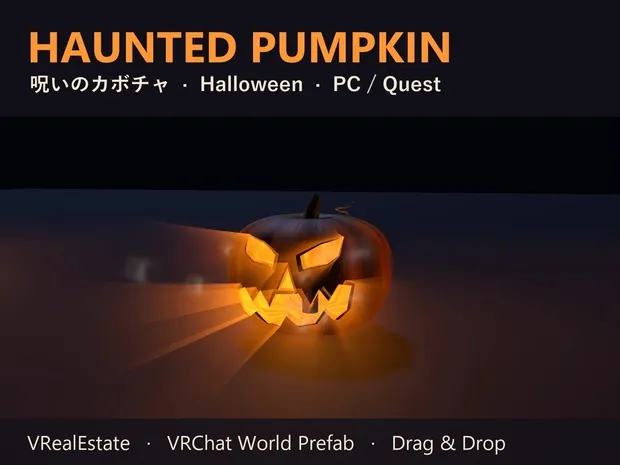 HAUNTED PUMPKIN
呪いのカボチャ · Halloween · PC / Quest
VRealEstate · VRChat World Prefab · Drag & Drop